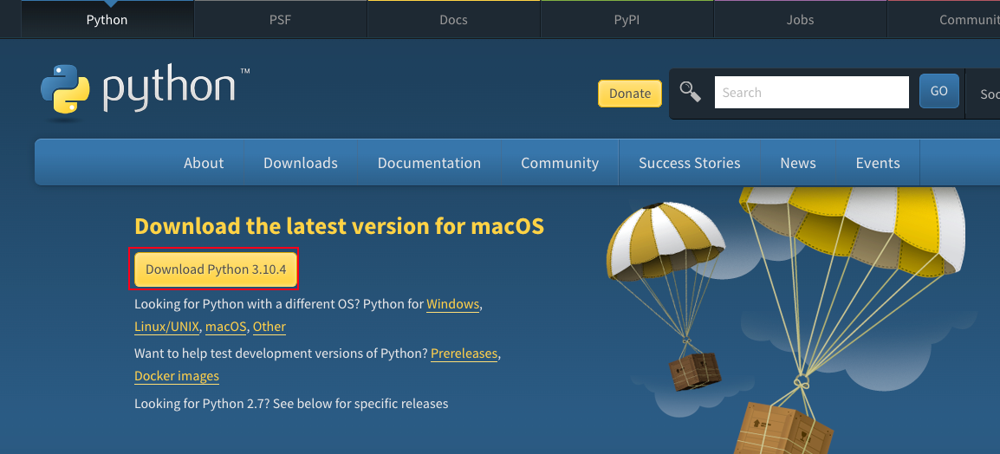 Python PSF Docs PyPI Jobs Communit
python™
Donate Search GO Soc
About Downloads Documentation Community Success Stories News Events
Download the latest version for macOS
Download Python 3.10.4
Looking for Python with a different OS? Python for Windows,
Linux/UNIX, macOS, Other
Want to help test development versions of Python? Prereleases,
Docker images
Looking for Python 2.7? See below for specific releases